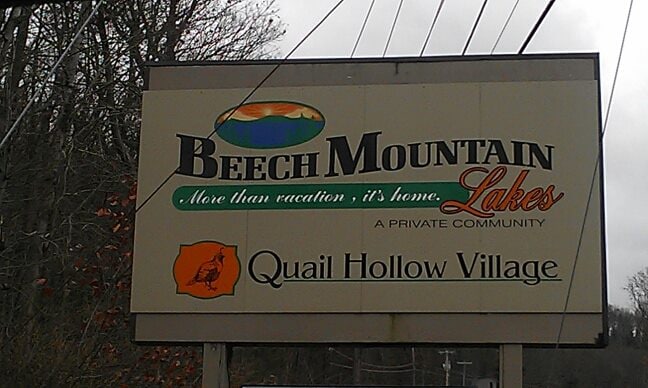 BEECH MOUNTAIN
Lakes
More than vacation, it's home.
A PRIVATE COMMUNITY
Quail Hollow Village